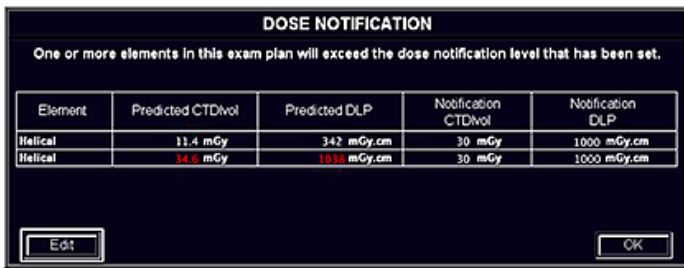 DOSE NOTIFICATION
One or more elements in this exam plan will exceed the dose notification level that has been set.
Element Predicted CTDIvol Predicted DLP Notification CTDIvol Notification DLP
Helical 11.4 mGy 342 mGy.cm 30 mGy 1000 mGy.cm
Helical 34.6 mGy 1038 mGy.cm 30 mGy 1000 mGy.cm
Edit OK